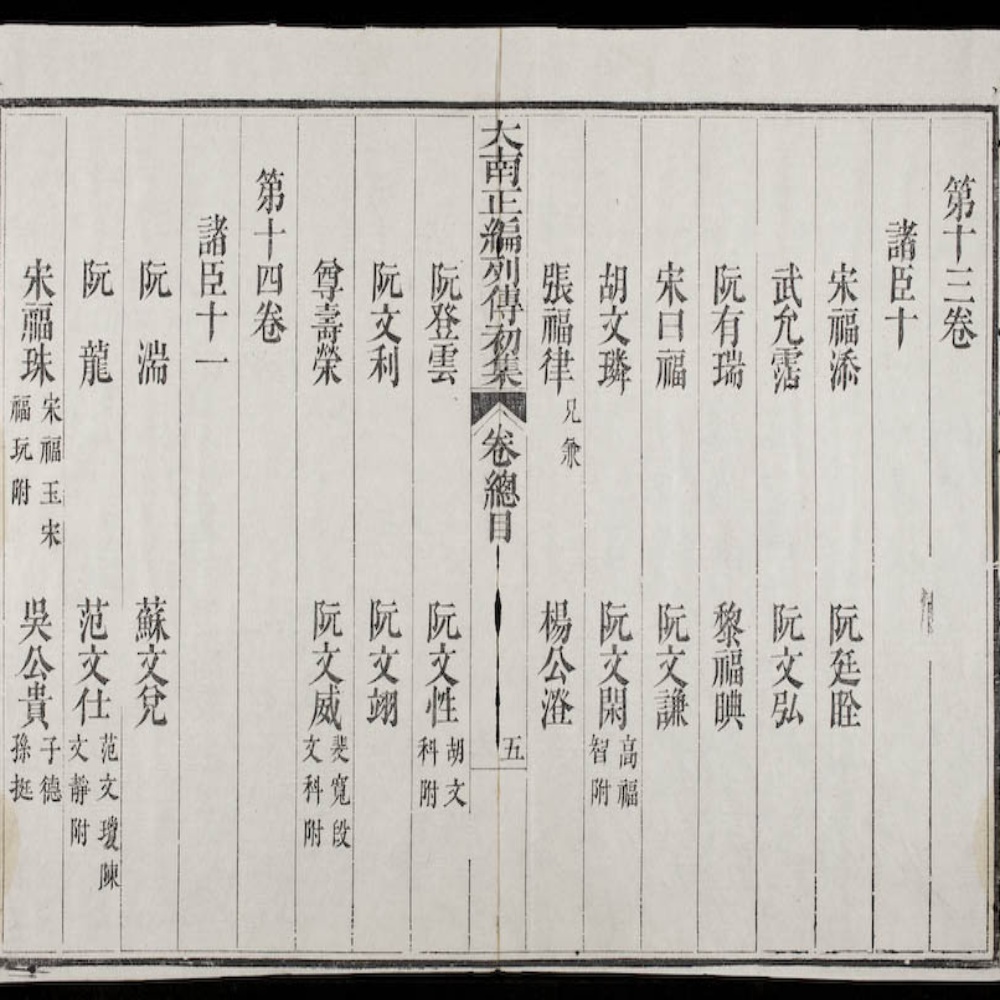 第十三卷
諸臣十
宋福添 阮廷詮
武允霑 阮文弘
阮有瑞 黎福晪
宋曰福 阮文謙
胡文璘 阮文閑 高福智附
張福律 兄兼 楊公澄
大南正編列傳初集 卷總目 五
阮登雲 阮文性 胡文科附
阮文利 阮文翊
尊壽榮 阮文威 裴寬段文科附
第十四卷
諸臣十一
阮湍 蘇文兌
阮龍 范文仕 范文瓊陳文靜附
宋福珠 宋福玉宋福玩附 吳公貴 子德孫挺